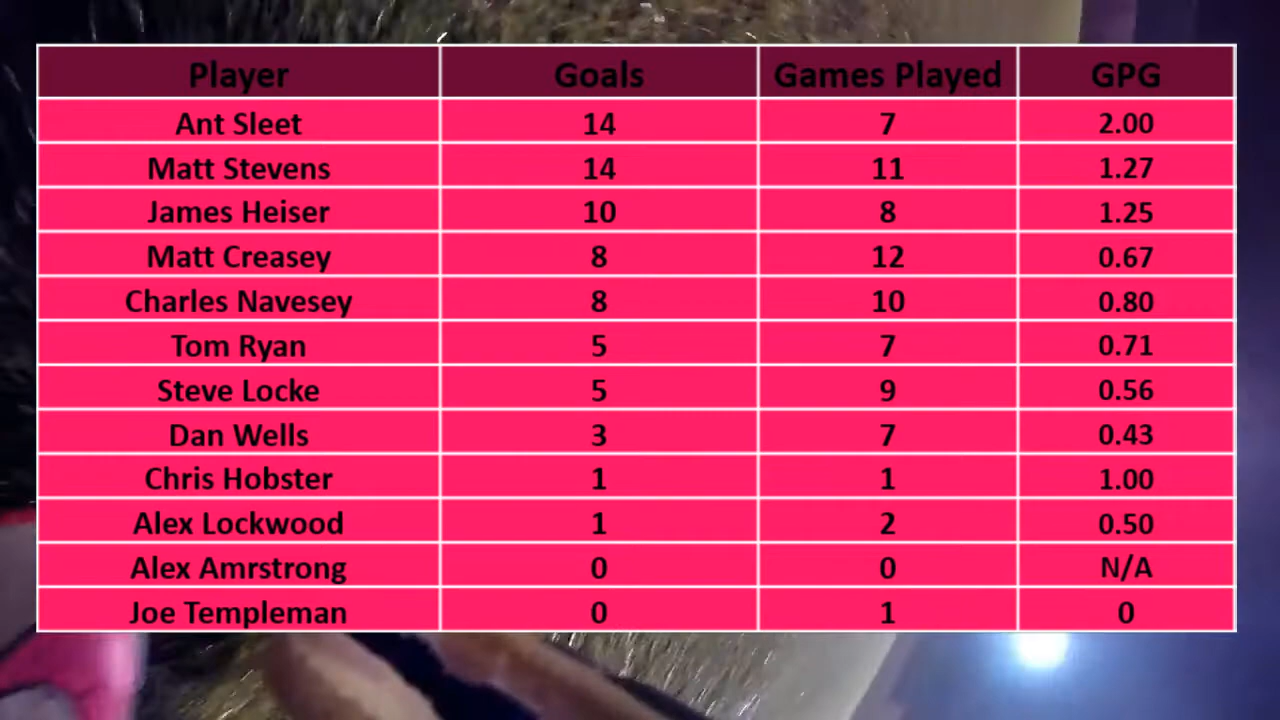 Player Goals Games Played GPG
Ant Sleet 14 7 2.00
Matt Stevens 14 11 1.27
James Heiser 10 8 1.25
Matt Creasey 8 12 0.67
Charles Navesey 8 10 0.80
Tom Ryan 5 7 0.71
Steve Locke 5 9 0.56
Dan Wells 3 7 0.43
Chris Hobster 1 1 1.00
Alex Lockwood 1 2 0.50
Alex Amrstrong 0 0 N/A
Joe Templeman 0 1 0